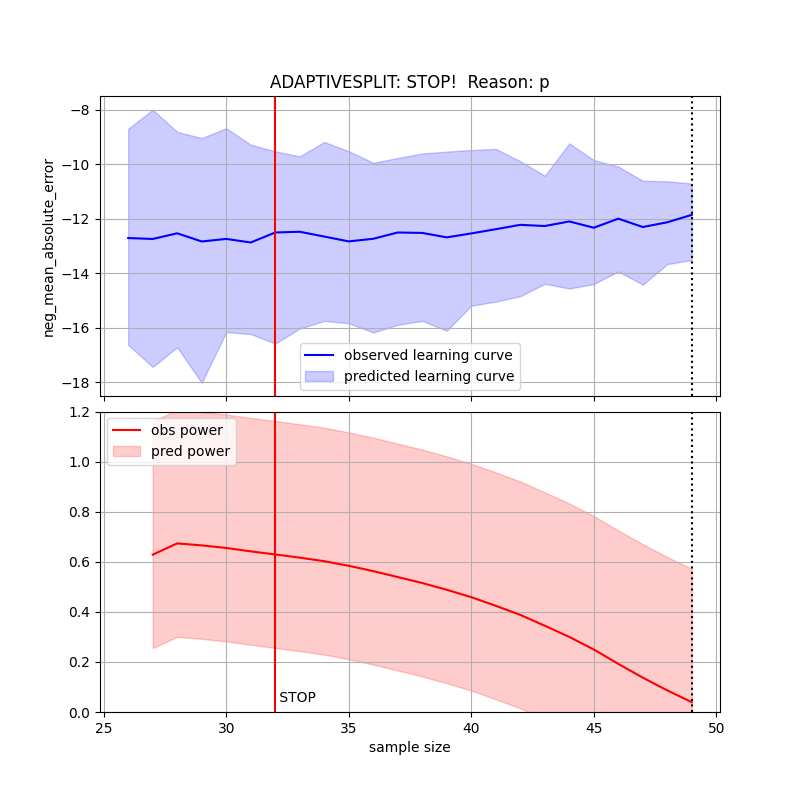 ADAPTIVESPLIT: STOP!  Reason: p
neg_mean_absolute_error
−8
−10
−12
−14
−16
−18
observed learning curve
predicted learning curve
1.2
1.0
0.8
0.6
0.4
0.2
0.0
obs power
pred power
STOP
25 30 35 40 45 50
sample size